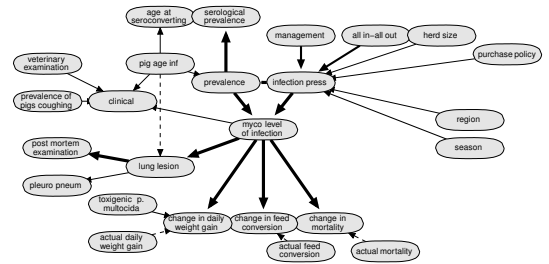 age at
seroconverting
serological
prevalence
management
all in-all out
herd size
purchase policy
veterinary
examination
pig age inf
prevalence
infection press
prevalence of
pigs coughing
clinical
myco level
of infection
region
season
post mortem
examination
lung lesion
pleuro pneum
toxigenic p.
multocida
change in daily
weight gain
change in feed
conversion
change in
mortality
actual daily
weight gain
actual feed
conversion
actual mortality